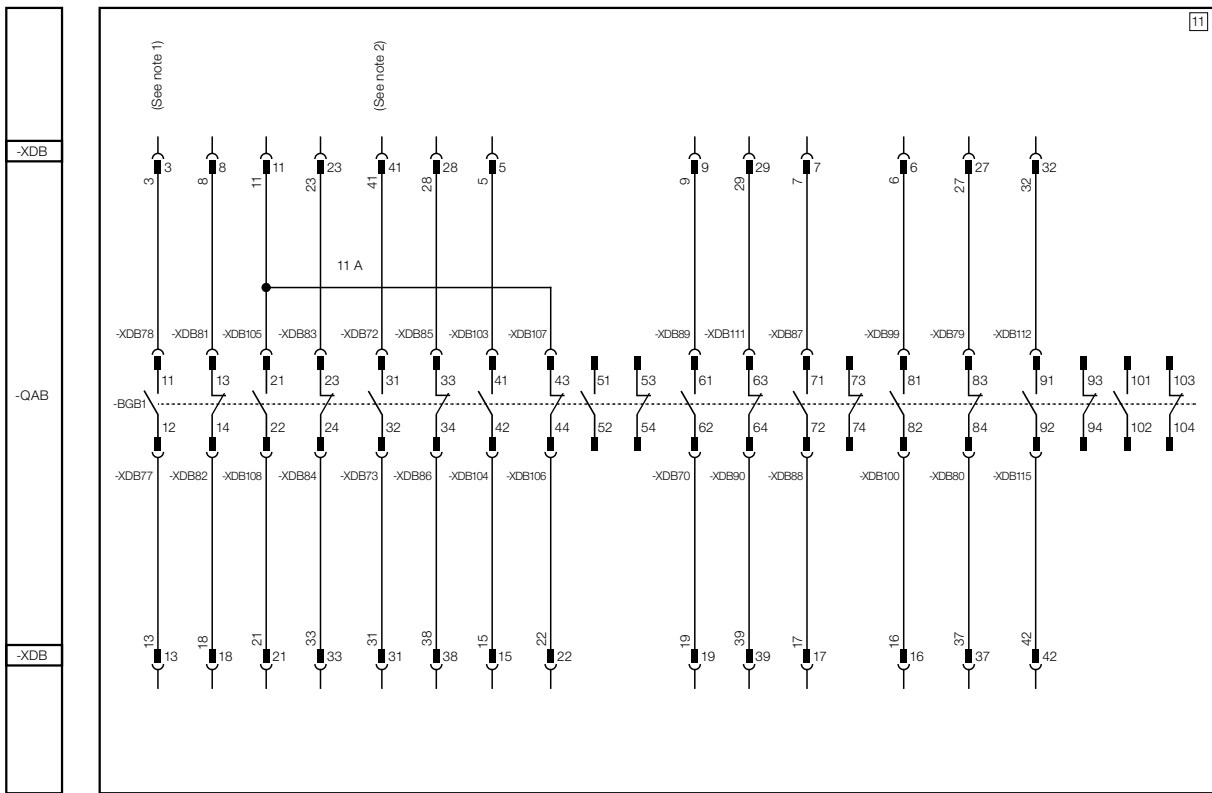 11
(See note 1)
(See note 2)
-XDB
3 8 11 23 41 28 5 9 29 7 6 27 32
3 8 11 23 41 28 5 9 29 7 6 27 32
11 A
-XDB78 -XDB81 -XDB105 -XDB83 -XDB72 -XDB85 -XDB103 -XDB107 -XDB89 -XDB111 -XDB87 -XDB99 -XDB79 -XDB112
11 13 21 23 31 33 41 43 51 53 61 63 71 73 81 83 91 93 101 103
-QAB
-BGB1
12 14 22 24 32 34 42 44 52 54 62 64 72 74 82 84 92 94 102 104
-XDB77 -XDB82 -XDB108 -XDB84 -XDB73 -XDB86 -XDB104 -XDB106 -XDB70 -XDB90 -XDB88 -XDB100 -XDB80 -XDB115
13 18 21 33 31 38 15 22 19 39 17 16 37 42
-XDB
13 18 21 33 31 38 15 22 19 39 17 16 37 42